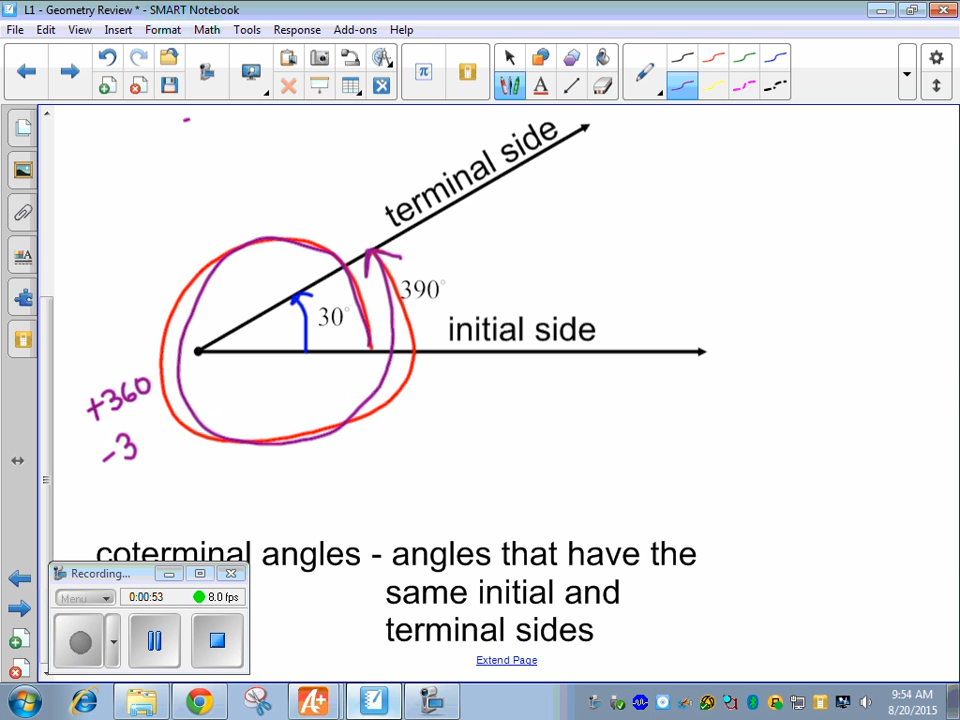 L1 - Geometry Review * - SMART Notebook
File Edit View Insert Format Math Tools Response Add-ons Help
π
A
terminal side
390°
30°
initial side
+360
-3
coterminal angles - angles that have the
same initial and
terminal sides
Extend Page
Recording...
Menu
0:00:53
8.0 fps
A+
9:54 AM
8/20/2015